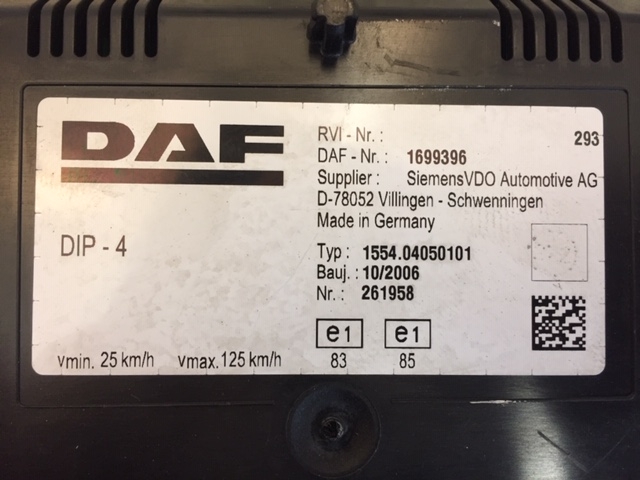 DAF
DIP - 4
vmin. 25 km/h vmax. 125 km/h
RVI - Nr. : 293
DAF - Nr. : 1699396
Supplier : SiemensVDO Automotive AG
D-78052 Villingen - Schwenningen
Made in Germany
Typ : 1554.04050101
Bauj. : 10/2006
Nr. : 261958
e1 e1
83 85